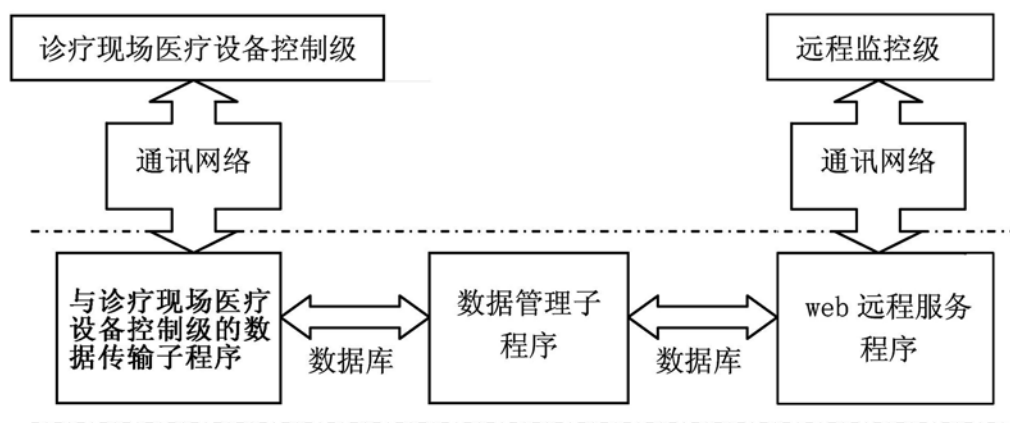 诊疗现场医疗设备控制级
远程监控级
通讯网络
通讯网络
与诊疗现场医疗
设备控制级的数
据传输子程序
数据库
数据管理子
程序
数据库
web 远程服务
程序